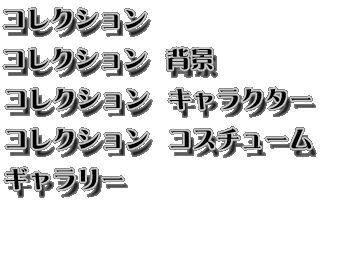 コレクション
コレクション 背景
コレクション キャラクター
コレクション コスチューム
ギャラリー